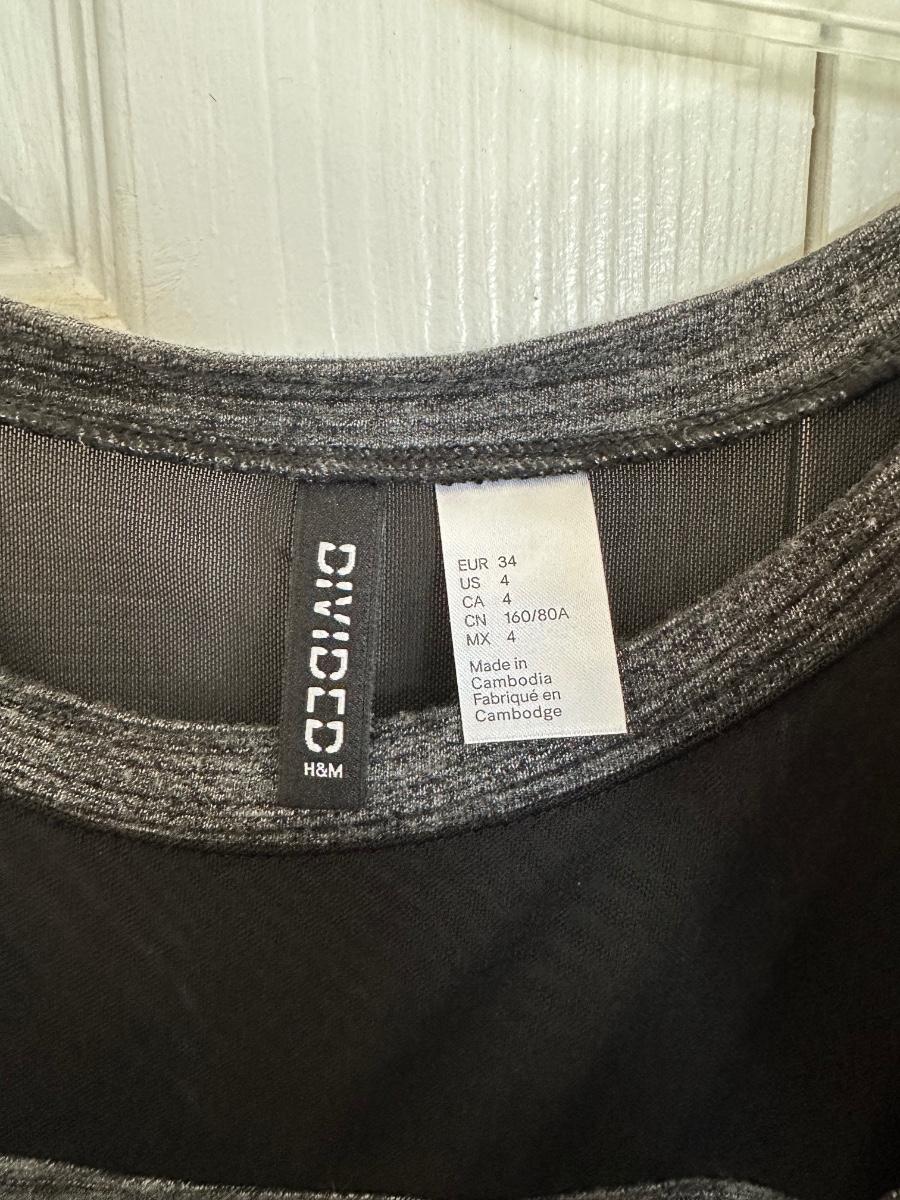 DIVIDED
H&M
EUR 34
US 4
CA 4
CN 160/80A
MX 4
Made in
Cambodia
Fabriqué en
Cambodge